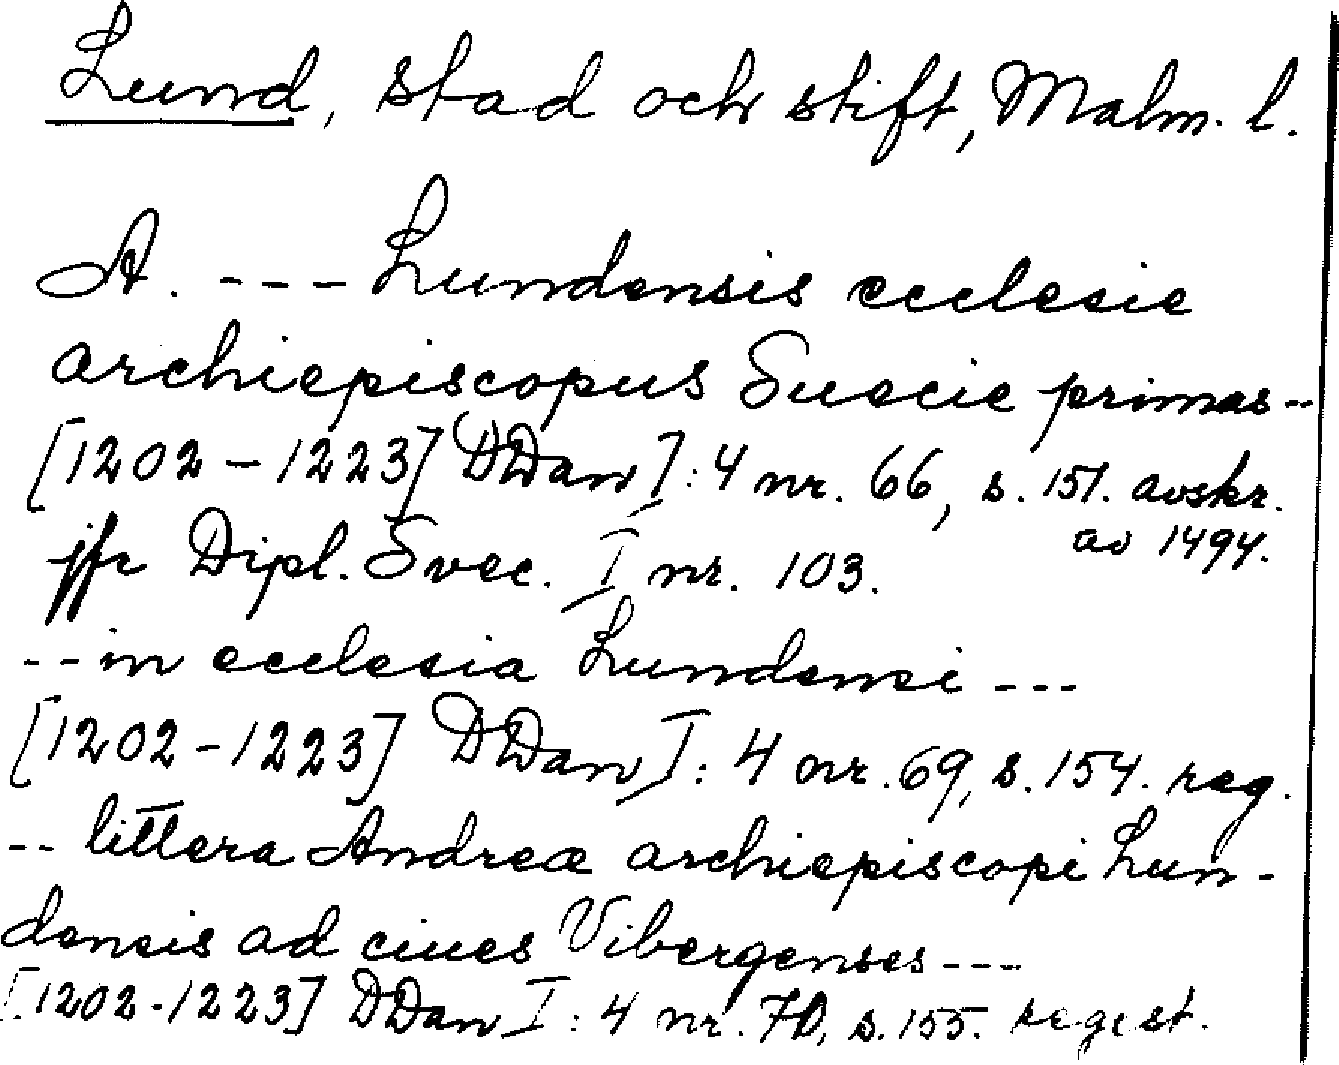 Lund, stad och stift, Malm. l.
A. --- Lundensis ecclesie
archiepiscopus Suecie primas --
[1202 - 1223] DDan I:4 nr. 66, s. 151. avskr.
av 1494.
jfr Dipl. Svec. I nr. 103.
-- in ecclesia Lundensi ---
[1202 - 1223] DDan I:4 nr. 69, s. 154. reg.
-- littera Andree archiepiscopi Lun-
densis ad ciues Vibergenses ---
[1202 - 1223] DDan I:4 nr. 70, s. 155. regest.